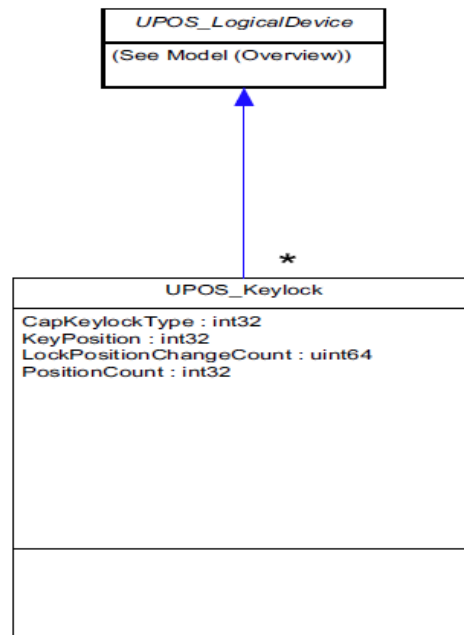 UPOS_LogicalDevice
(See Model (Overview))
*
UPOS_Keylock
CapKeylockType : int32
KeyPosition : int32
LockPositionChangeCount : uint64
PositionCount : int32